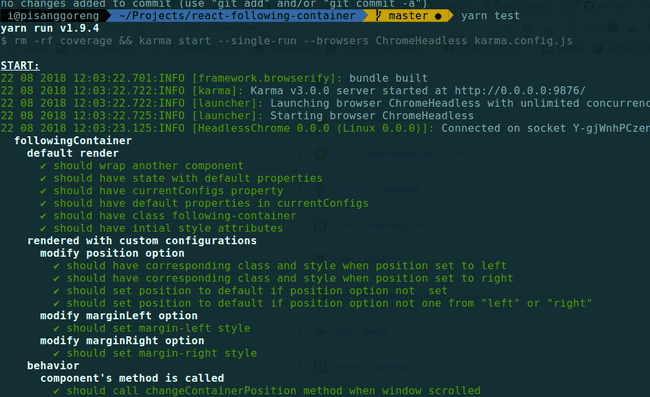 no changes added to commit (use "git add" and/or "git commit -a")
i@pisanggoreng ~/Projects/react-following-container master ● yarn test
yarn run v1.9.4
$ rm -rf coverage && karma start --single-run --browsers ChromeHeadless karma.config.js
START:
22 08 2018 12:03:22.701:INFO [framework.browserify]: bundle built
22 08 2018 12:03:22.722:INFO [karma]: Karma v3.0.0 server started at http://0.0.0.0:9876/
22 08 2018 12:03:22.722:INFO [launcher]: Launching browser ChromeHeadless with unlimited concurrenc
22 08 2018 12:03:22.725:INFO [launcher]: Starting browser ChromeHeadless
22 08 2018 12:03:23.125:INFO [HeadlessChrome 0.0.0 (Linux 0.0.0)]: Connected on socket Y-gjWnhPCzen
followingContainer
default render
✔ should wrap another component
✔ should have state with default properties
✔ should have currentConfigs property
✔ should have default properties in currentConfigs
✔ should have class following-container
✔ should have intial style attributes
rendered with custom configurations
modify position option
✔ should have corresponding class and style when position set to left
✔ should have corresponding class and style when position set to right
✔ should set position to default if position option not  set
✔ should set position to default if position option not one from "left" or "right"
modify marginLeft option
✔ should set margin-left style
modify marginRight option
✔ should set margin-right style
behavior
component's method is called
✔ should call changeContainerPosition method when window scrolled